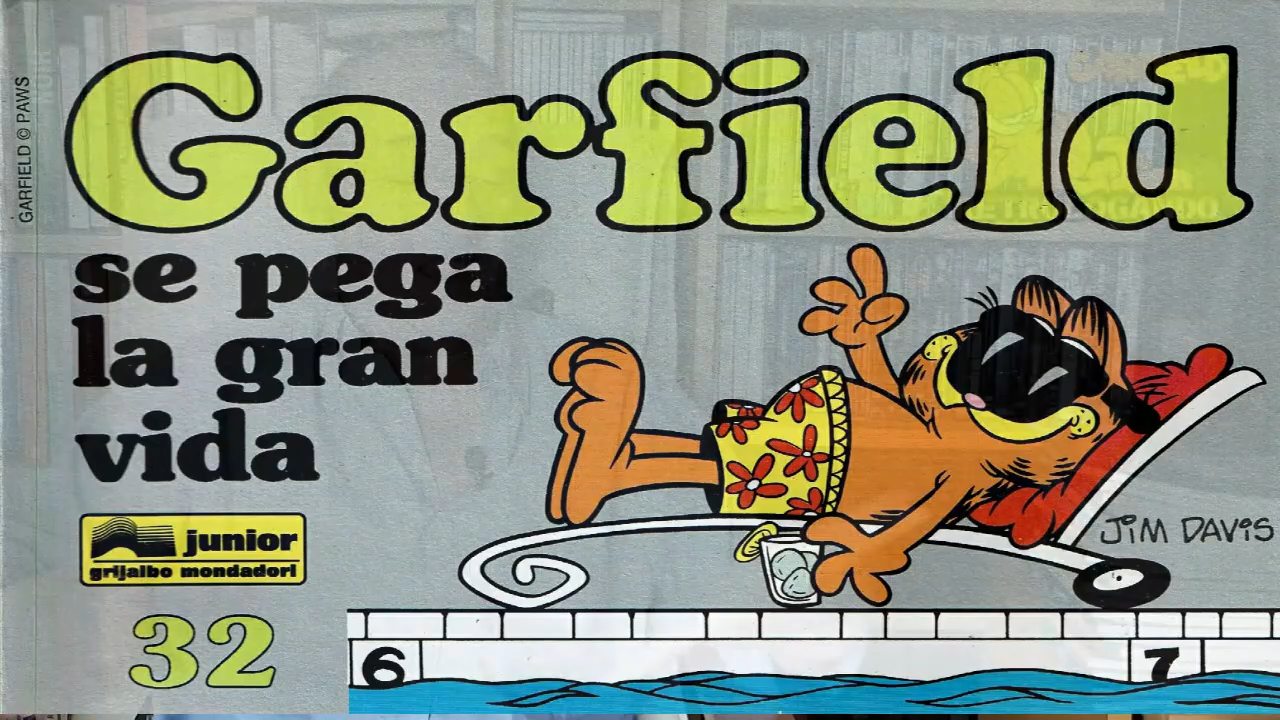 GARFIELD © PAWS
Garfield
se pega
la gran
vida
junior
grijalbo mondadori
32
JIM DAVIS
6
7